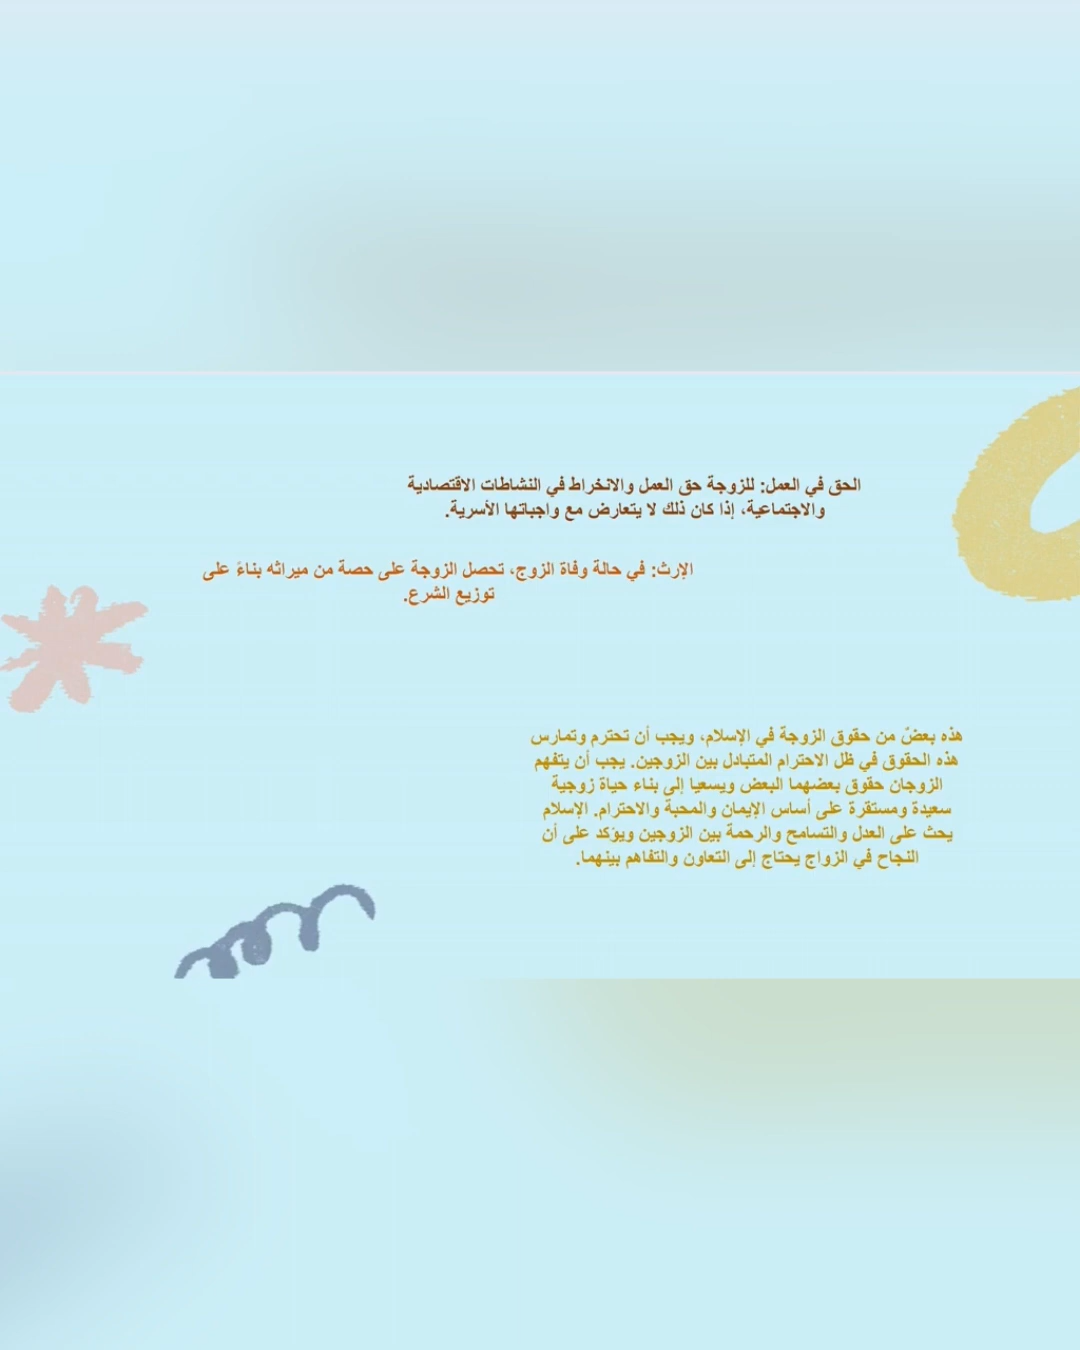 الحق في العمل: للزوجة حق العمل والانخراط في النشاطات الاقتصادية
والاجتماعية، إذا كان ذلك لا يتعارض مع واجباتها الأسرية.
الإرث: في حالة وفاة الزوج، تحصل الزوجة على حصة من ميراثه بناءً على
توزيع الشرع.
هذه بعضٌ من حقوق الزوجة في الإسلام، ويجب أن تحترم وتمارس
هذه الحقوق في ظل الاحترام المتبادل بين الزوجين. يجب أن يتفهم
الزوجان حقوق بعضهما البعض ويسعيا إلى بناء حياة زوجية
سعيدة ومستقرة على أساس الإيمان والمحبة والاحترام. الإسلام
يحث على العدل والتسامح والرحمة بين الزوجين ويؤكد على أن
النجاح في الزواج يحتاج إلى التعاون والتفاهم بينهما.